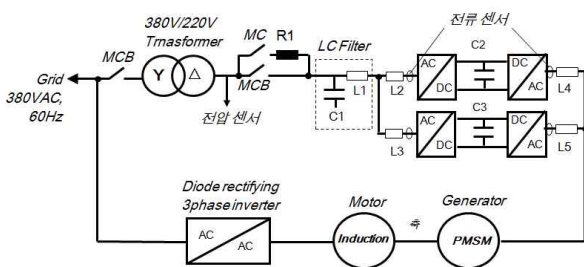 380V/220V
Trnasformer
MC
R1
LC Filter
전류 센서
MCB
Y
Δ
MCB
Grid
380VAC,
60Hz
전압 센서
C1
L1
L2
AC
DC
C2
DC
AC
L4
L3
AC
DC
C3
DC
AC
L5
Diode rectifying
3phase inverter
AC
AC
Motor
Induction
축
Generator
PMSM